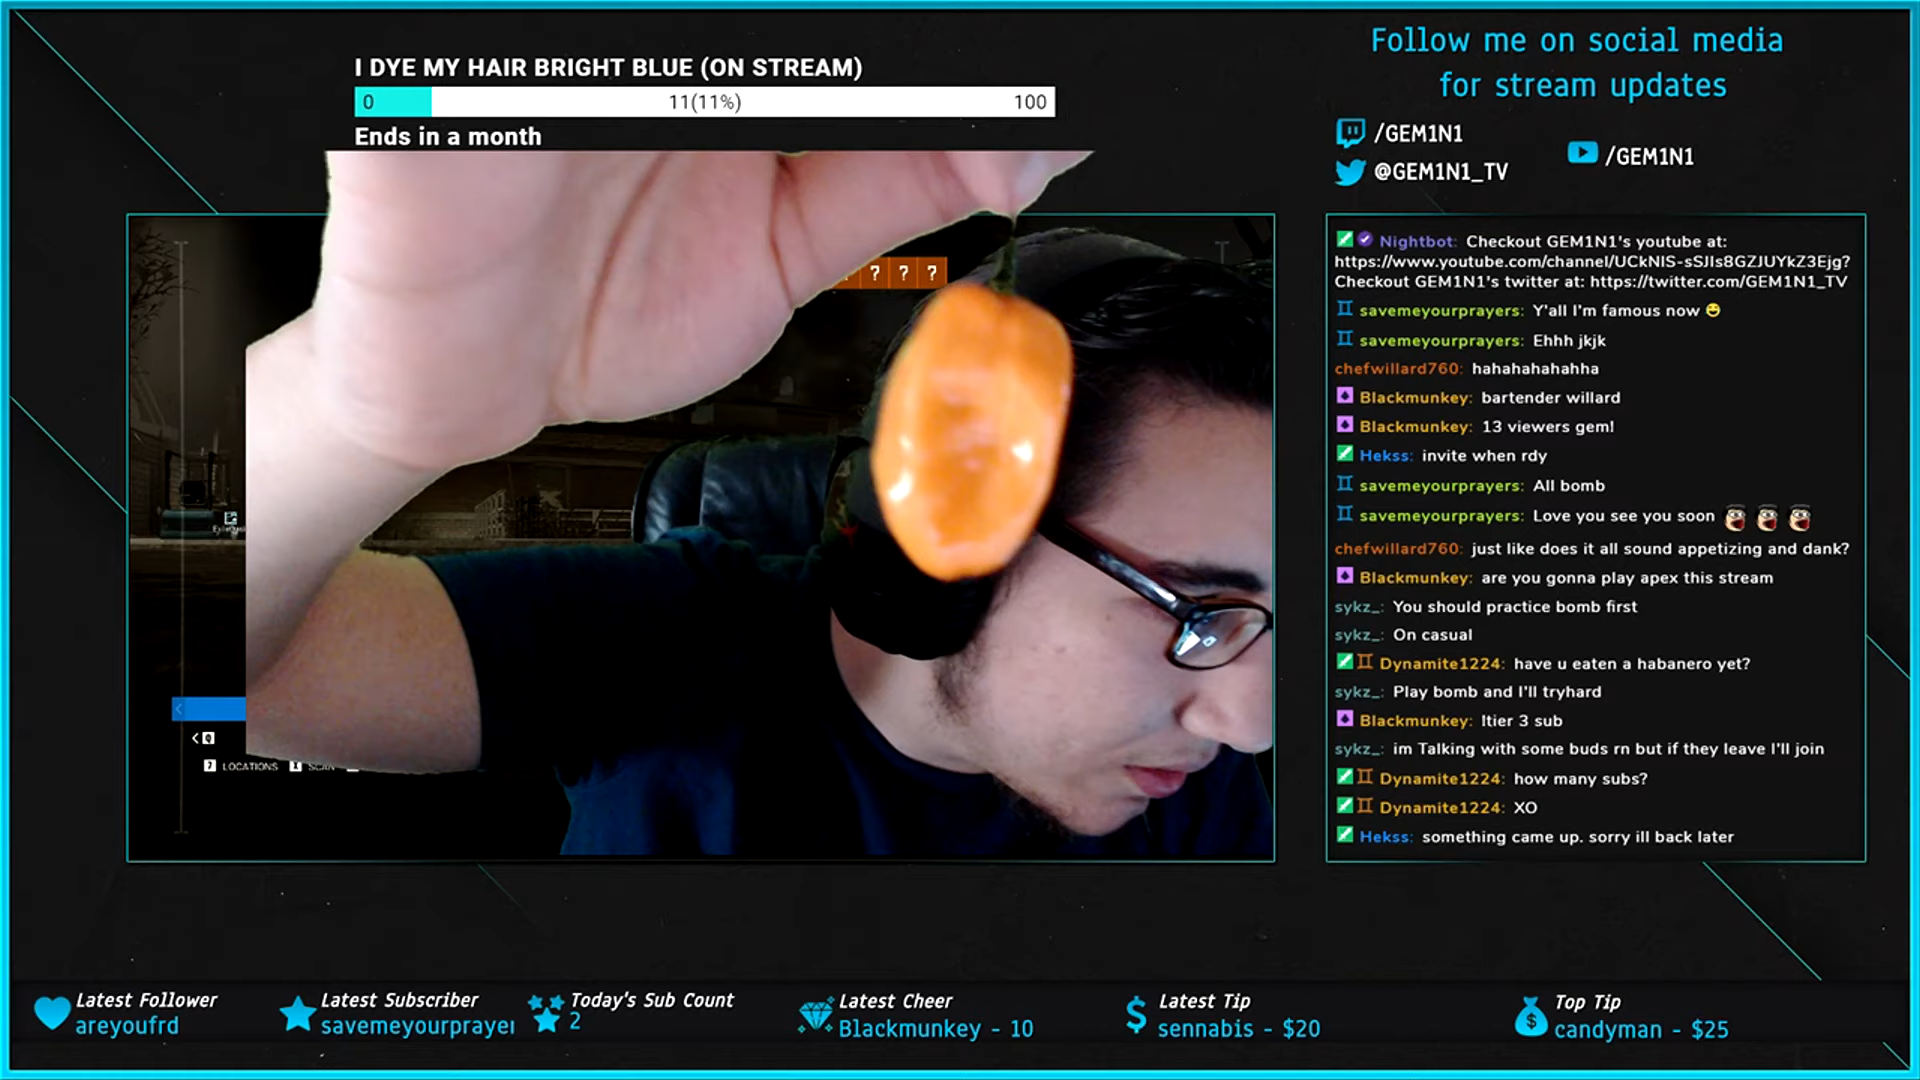 I DYE MY HAIR BRIGHT BLUE (ON STREAM)
0 11(11%) 100
Ends in a month
Follow me on social media
for stream updates
/GEM1N1
@GEM1N1_TV
/GEM1N1
? ? ?
Nightbot: Checkout GEM1N1's youtube at:
https://www.youtube.com/channel/UCkNIS-sSJIs8GZJUYkZ3Ejg?
Checkout GEM1N1's twitter at: https://twitter.com/GEM1N1_TV
savemeyourprayers: Y'all I'm famous now 😆
savemeyourprayers: Ehhh jkjk
chefwillard760: hahahahahahha
Blackmunkey: bartender willard
Blackmunkey: 13 viewers gem!
Hekss: invite when rdy
savemeyourprayers: All bomb
savemeyourprayers: Love you see you soon
chefwillard760: just like does it all sound appetizing and dank?
Blackmunkey: are you gonna play apex this stream
sykz_: You should practice bomb first
sykz_: On casual
Dynamite1224: have u eaten a habanero yet?
sykz_: Play bomb and I'll tryhard
Blackmunkey: !tier 3 sub
sykz_: im Talking with some buds rn but if they leave I'll join
Dynamite1224: how many subs?
Dynamite1224: XO
Hekss: something came up. sorry ill back later
< Q
7 LOCATIONS X SCAN
Latest Follower
areyoufrd
Latest Subscriber
savemeyourprayer
Today's Sub Count
2
Latest Cheer
Blackmunkey - 10
Latest Tip
sennabis - $20
Top Tip
candyman - $25